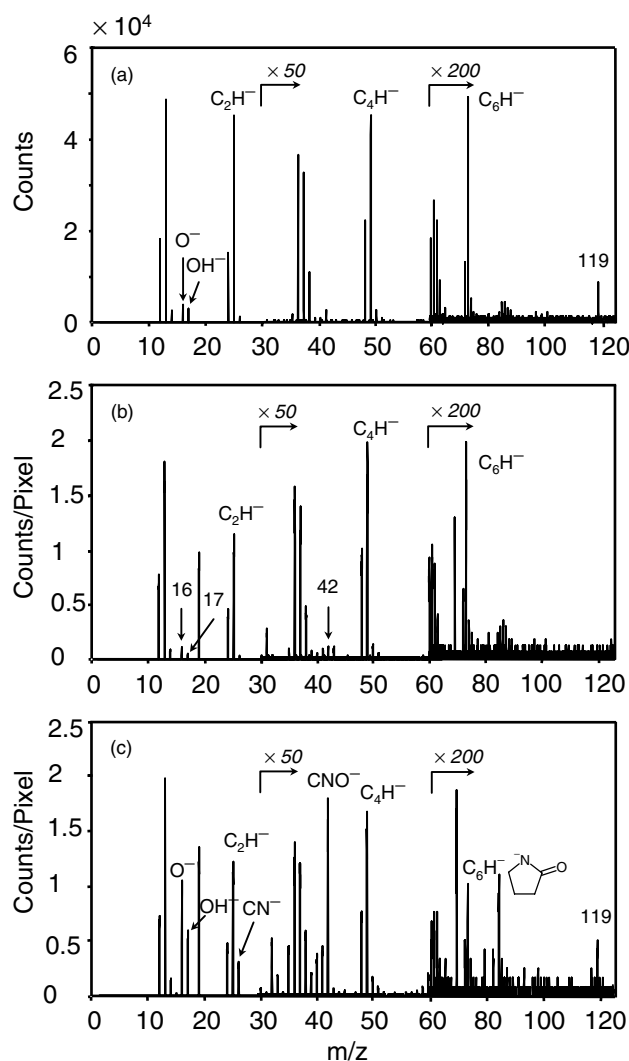 × 10⁴
6
(a)
× 50
× 200
C₂H⁻
C₄H⁻
C₆H⁻
4
Counts
O⁻
OH⁻
119
2
0
0 10 20 30 40 50 60 80 100 120
2.5
(b)
× 50
× 200
2
C₄H⁻
C₆H⁻
1.5
C₂H⁻
Counts/Pixel
1
16
17
42
0.5
0
0 10 20 30 40 50 60 80 100 120
2.5
(c)
× 50
× 200
2
CNO⁻
C₄H⁻
1.5
C₂H⁻
Counts/Pixel
O⁻
C₆H⁻
⁻N
O
1
OH⁻
CN⁻
119
0.5
0
0 10 20 30 40 50 60 80 100 120
m/z